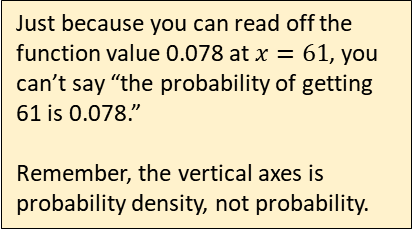 Just because you can read off the
function value 0.078 at x = 61, you
can’t say “the probability of getting
61 is 0.078.”
Remember, the vertical axes is
probability density, not probability.